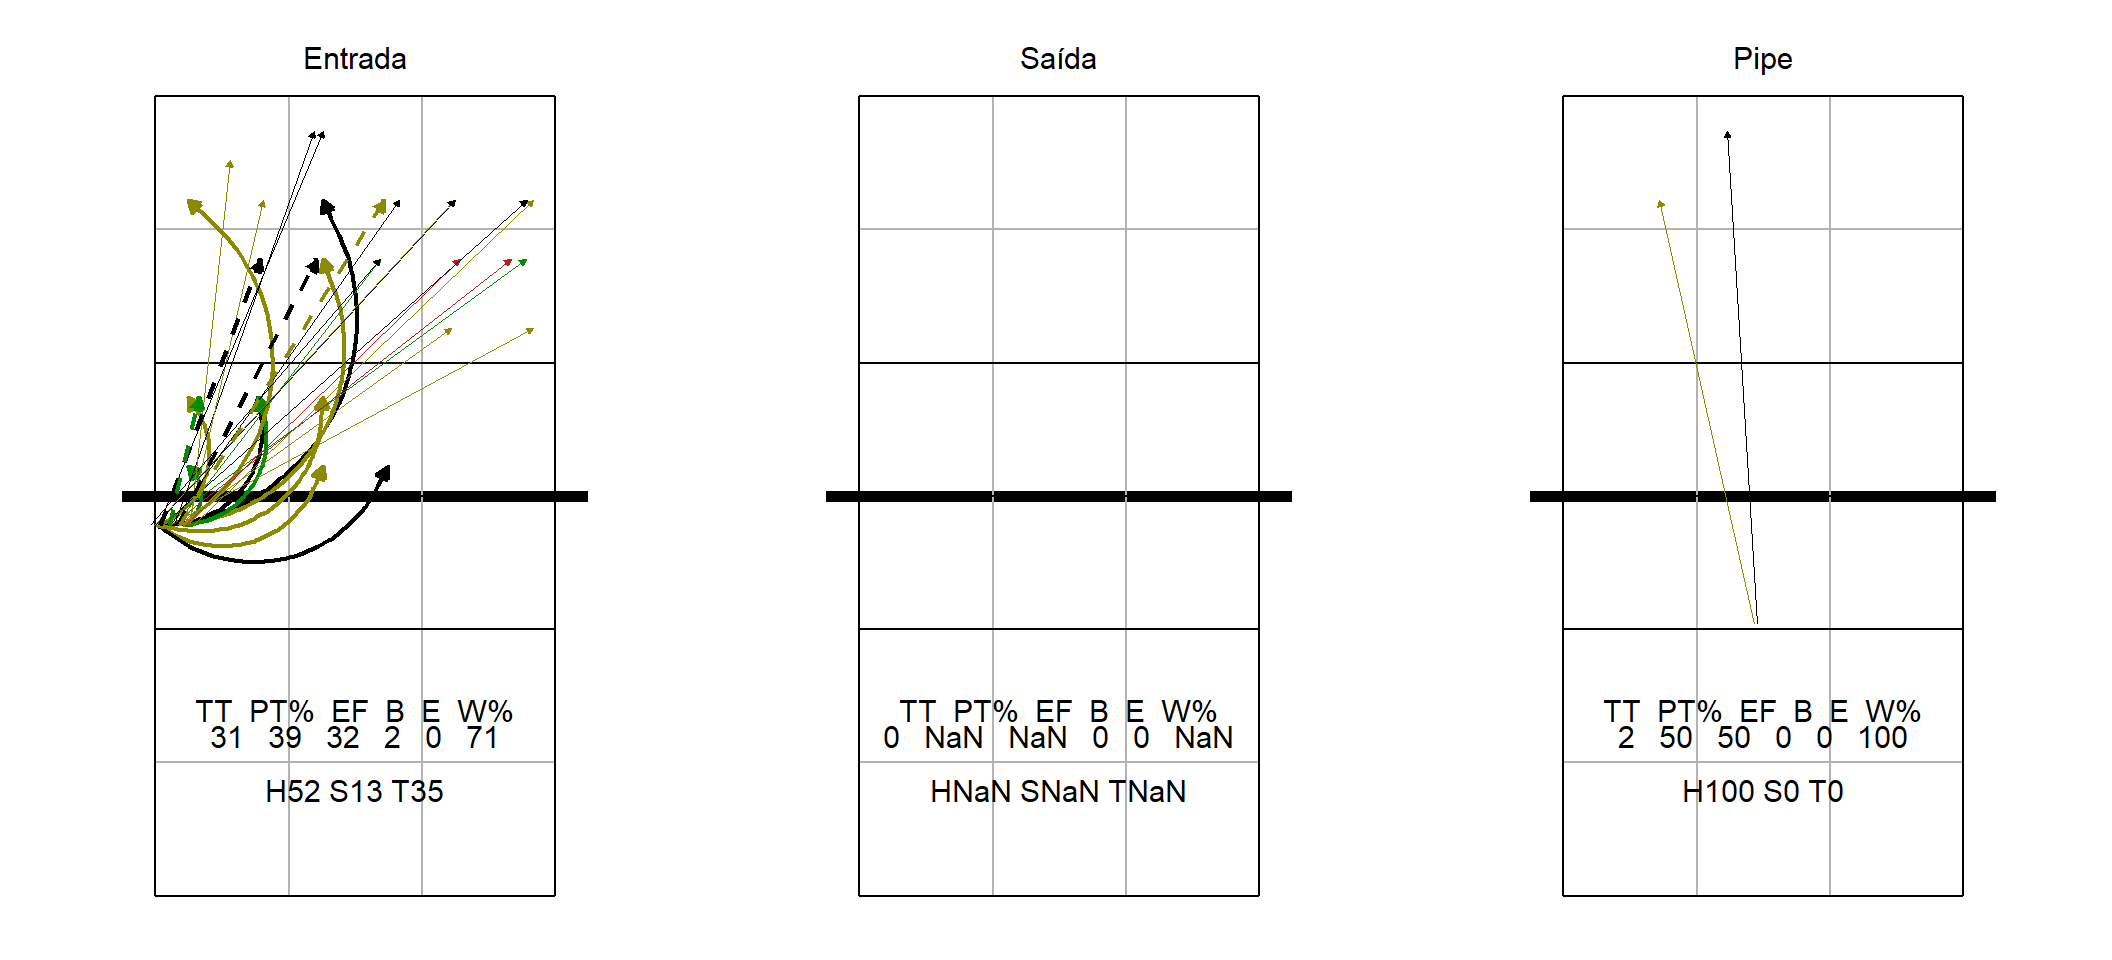 Entrada
TT PT% EF B E W%
31 39 32 2 0 71
H52 S13 T35
Saída
TT PT% EF B E W%
0 NaN NaN 0 0 NaN
HNaN SNaN TNaN
Pipe
TT PT% EF B E W%
2 50 50 0 0 100
H100 S0 T0